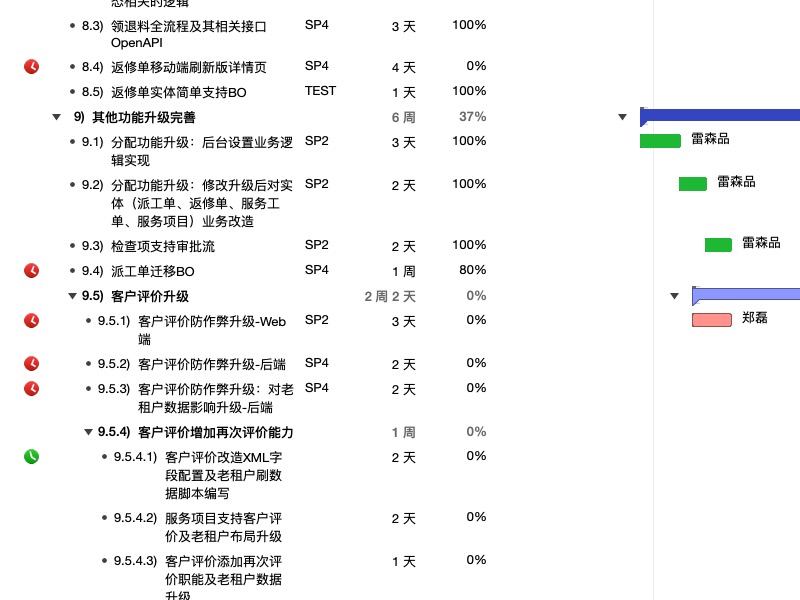 态相关的逻辑
8.3) 领退料全流程及其相关接口 SP4 3 天 100%
OpenAPI
8.4) 返修单移动端刷新版详情页 SP4 4 天 0%
8.5) 返修单实体简单支持BO TEST 1 天 100%
9) 其他功能升级完善 6 周 37%
9.1) 分配功能升级：后台设置业务逻 SP2 3 天 100% 雷森品
辑实现
9.2) 分配功能升级：修改升级后对实 SP2 2 天 100% 雷森品
体（派工单、返修单、服务工
单、服务项目）业务改造
9.3) 检查项支持审批流 SP2 2 天 100% 雷森品
9.4) 派工单迁移BO SP4 1 周 80%
9.5) 客户评价升级 2 周 2 天 0%
9.5.1) 客户评价防作弊升级-Web SP2 3 天 0% 郑磊
端
9.5.2) 客户评价防作弊升级-后端 SP4 2 天 0%
9.5.3) 客户评价防作弊升级：对老 SP4 2 天 0%
租户数据影响升级-后端
9.5.4) 客户评价增加再次评价能力 1 周 0%
9.5.4.1) 客户评价改造XML字 2 天 0%
段配置及老租户刷数
据脚本编写
9.5.4.2) 服务项目支持客户评 2 天 0%
价及老租户布局升级
9.5.4.3) 客户评价添加再次评 1 天 0%
价职能及老租户数据
升级